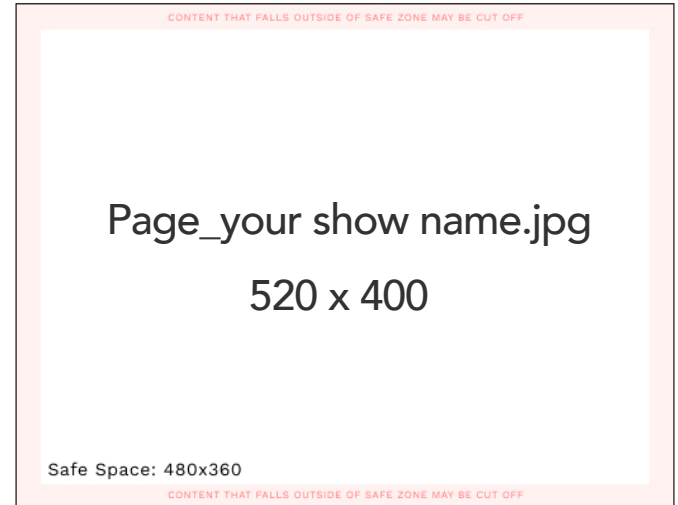 CONTENT THAT FALLS OUTSIDE OF SAFE ZONE MAY BE CUT OFF
Page_your show name.jpg
520 x 400
Safe Space: 480x360
CONTENT THAT FALLS OUTSIDE OF SAFE ZONE MAY BE CUT OFF